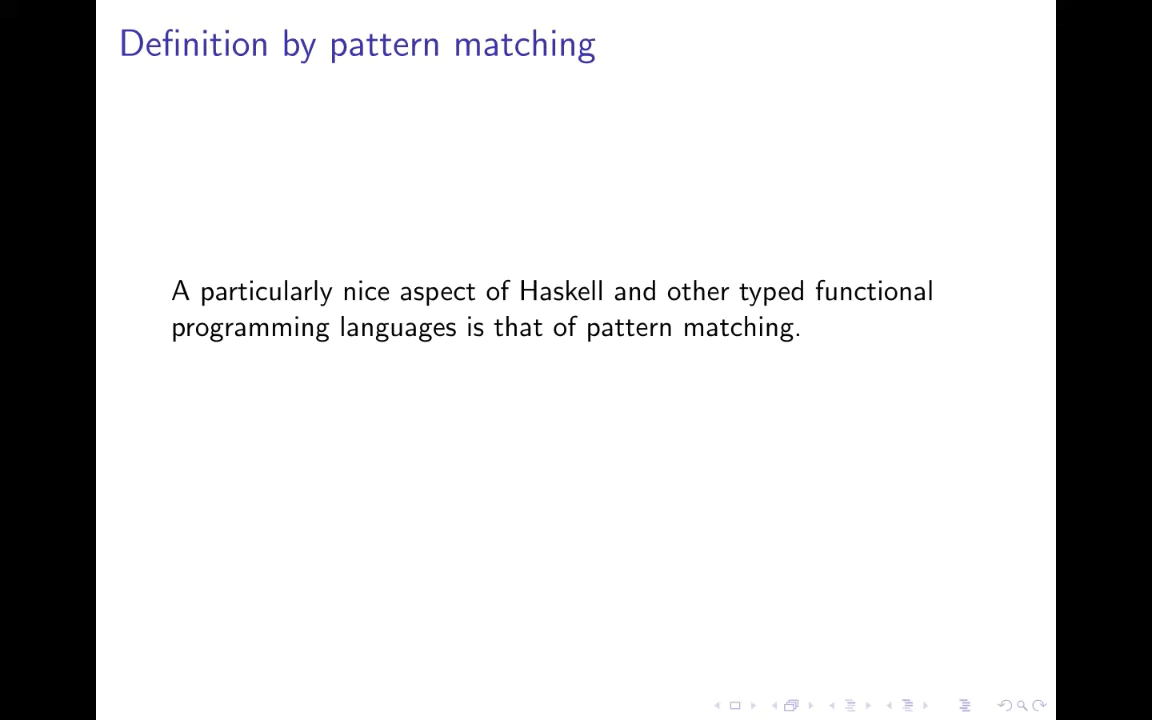 Definition by pattern matching
A particularly nice aspect of Haskell and other typed functional
programming languages is that of pattern matching.